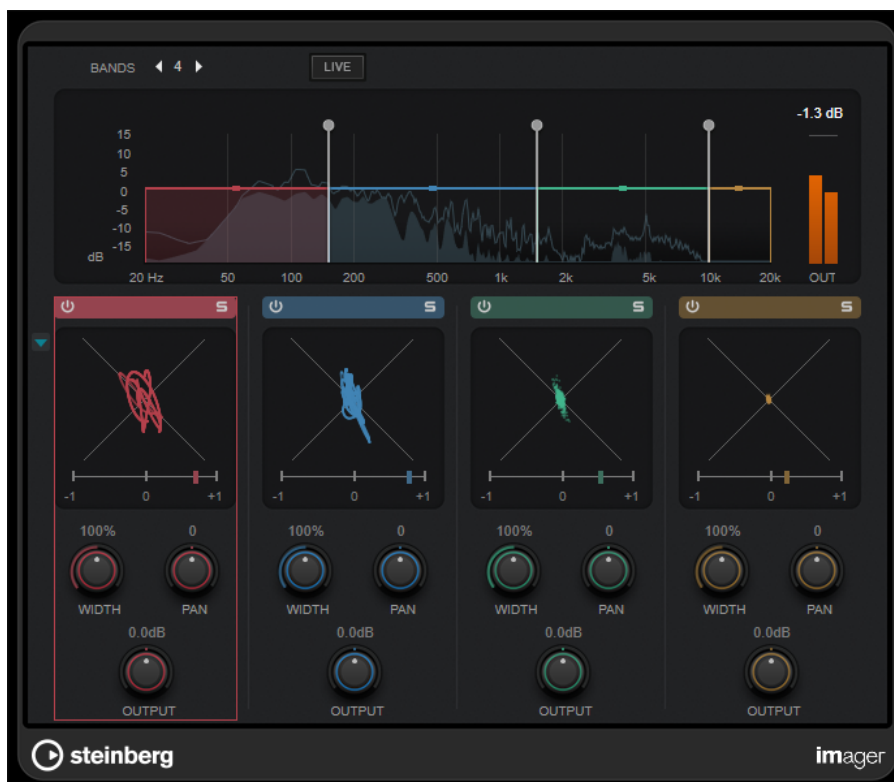 BANDS 4 LIVE
-1.3 dB
15
10
5
0
-5
-10
-15
dB
20 Hz 50 100 200 500 1k 2k 5k 10k 20k OUT
S S S S
-1 0 +1 -1 0 +1 -1 0 +1 -1 0 +1
100% 0 100% 0 100% 0 100% 0
WIDTH PAN WIDTH PAN WIDTH PAN WIDTH PAN
0.0dB 0.0dB 0.0dB 0.0dB
OUTPUT OUTPUT OUTPUT OUTPUT
steinberg imager